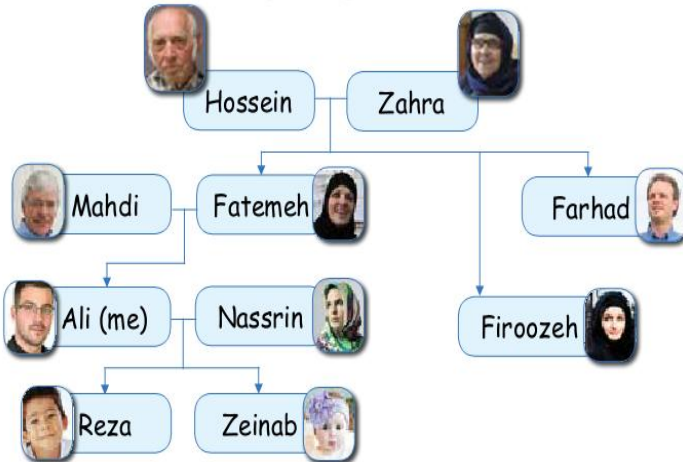 Hossein
Zahra
Mahdi
Fatemeh
Farhad
Ali (me)
Nassrin
Firoozeh
Reza
Zeinab